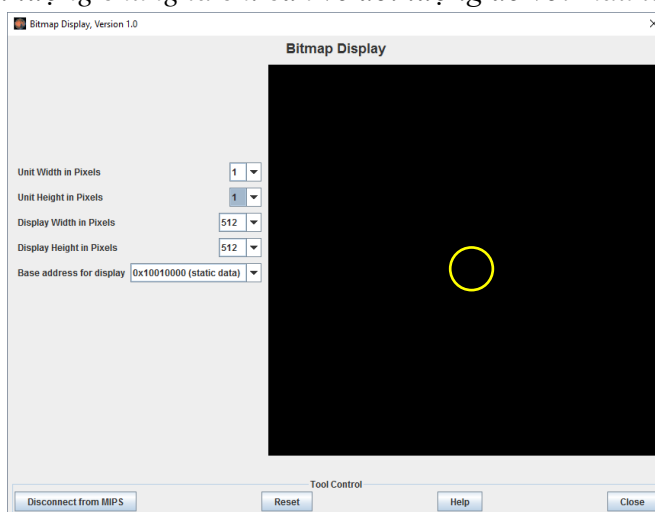 Bitmap Display, Version 1.0
Bitmap Display
Unit Width in Pixels 1
Unit Height in Pixels 1
Display Width in Pixels 512
Display Height in Pixels 512
Base address for display 0x10010000 (static data)
Tool Control
Disconnect from MIPS Reset Help Close